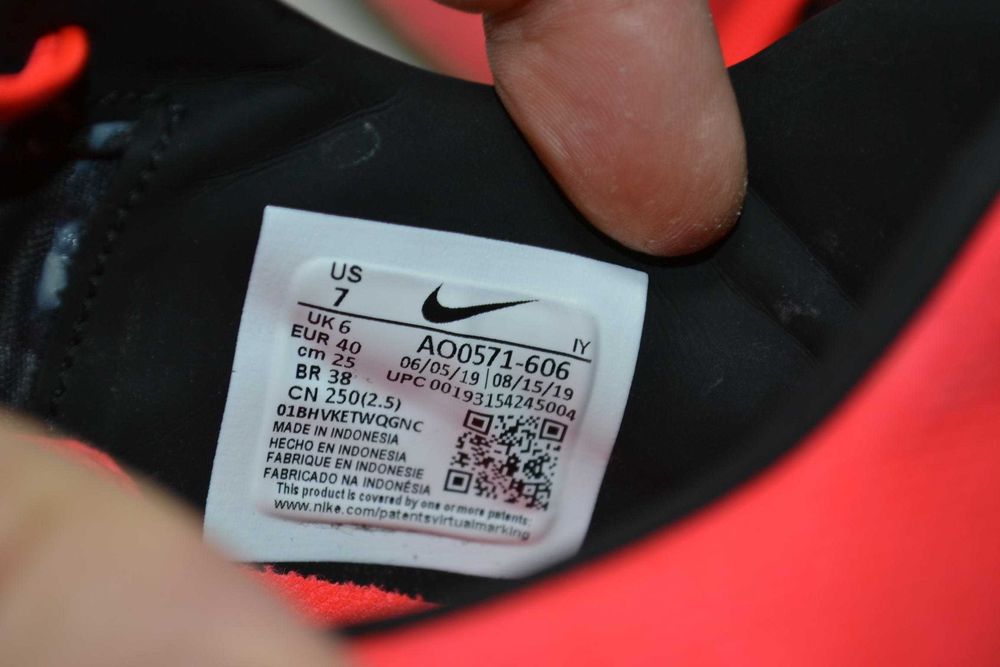 US
7
UK 6
EUR 40
cm 25
BR 38
CN 250(2.5)
AO0571-606 IY
06/05/19 | 08/15/19
UPC 00193154245004
01BHVKETWQGNC
MADE IN INDONESIA
HECHO EN INDONESIA
FABRIQUE EN INDONESIE
FABRICADO NA INDONÉSIA
This product is covered by one or more patents:
www.nike.com/patentsvirtualmarking